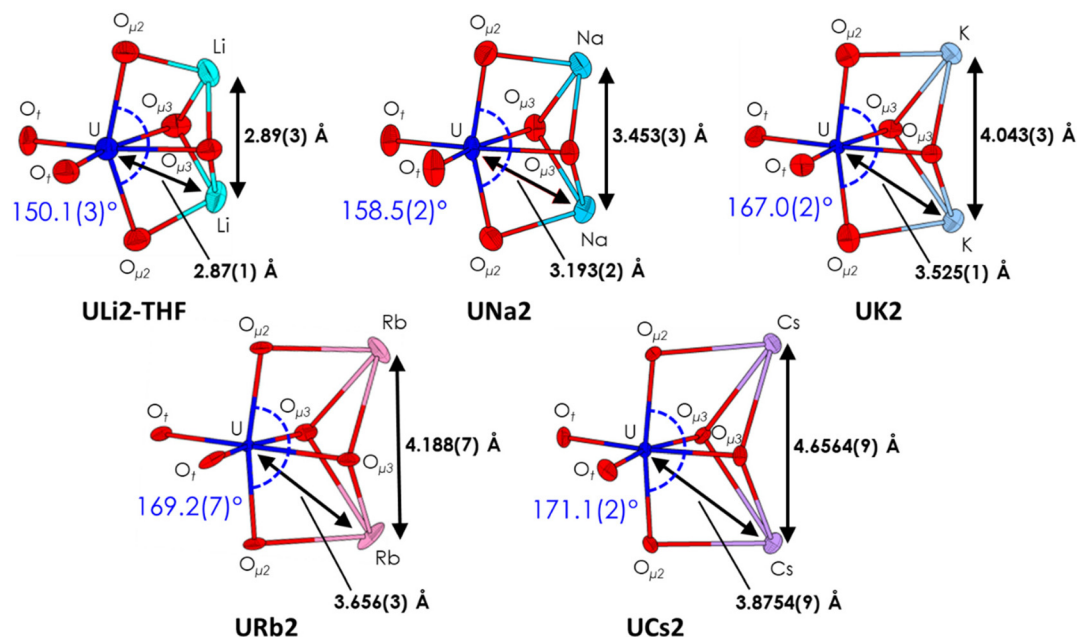 Oμ2
Li
Oμ3
Ot
U
Oμ3
2.89(3) Å
Ot
150.1(3)°
Li
Oμ2
2.87(1) Å
ULi2-THF
Oμ2
Na
Oμ3
Ot
U
Oμ3
3.453(3) Å
Ot
158.5(2)°
Na
Oμ2
3.193(2) Å
UNa2
Oμ2
K
Oμ3
Ot
U
Oμ3
4.043(3) Å
Ot
167.0(2)°
K
Oμ2
3.525(1) Å
UK2
Oμ2
Rb
Ot
U
Oμ3
4.188(7) Å
Ot
Oμ3
169.2(7)°
Rb
Oμ2
3.656(3) Å
URb2
Oμ2
Cs
Ot
U
Oμ3
Oμ3
4.6564(9) Å
Ot
171.1(2)°
Cs
Oμ2
3.8754(9) Å
UCs2